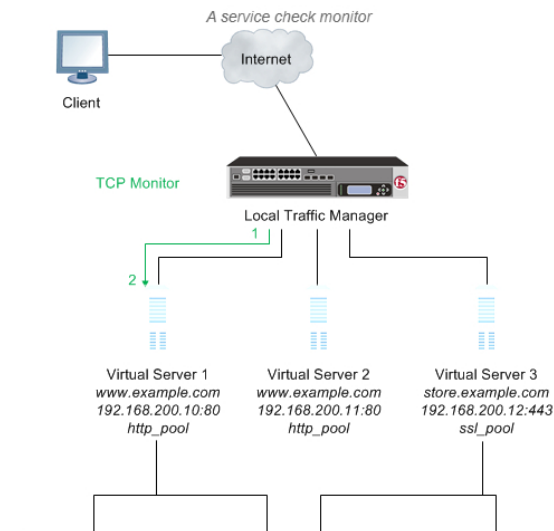 A service check monitor
Internet
Client
TCP Monitor
f5
Local Traffic Manager
1
2
Virtual Server 1
www.example.com
192.168.200.10:80
http_pool
Virtual Server 2
www.example.com
192.168.200.11:80
http_pool
Virtual Server 3
store.example.com
192.168.200.12:443
ssl_pool